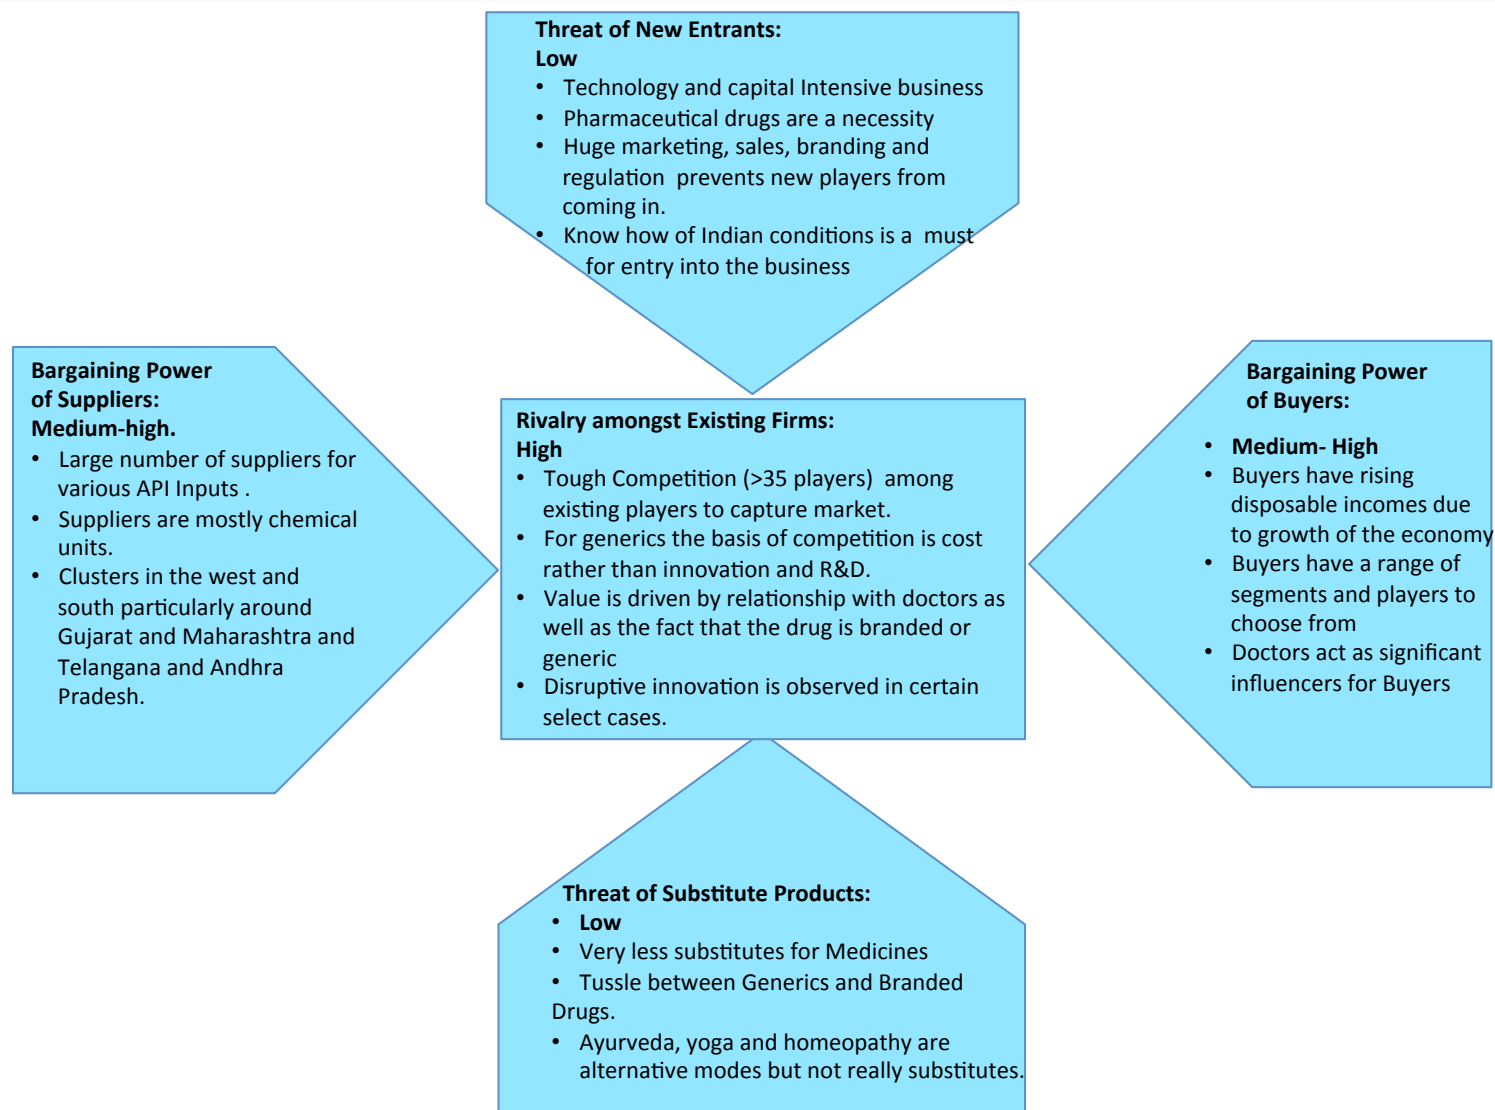 Threat of New Entrants:
Low
• Technology and capital Intensive business
• Pharmaceutical drugs are a necessity
• Huge marketing, sales, branding and
regulation prevents new players from
coming in.
• Know how of Indian conditions is a must
for entry into the business
Bargaining Power
of Suppliers:
Medium-high.
• Large number of suppliers for
various API Inputs .
• Suppliers are mostly chemical
units.
• Clusters in the west and
south particularly around
Gujarat and Maharashtra and
Telangana and Andhra
Pradesh.
Rivalry amongst Existing Firms:
High
• Tough Competition (>35 players) among
existing players to capture market.
• For generics the basis of competition is cost
rather than innovation and R&D.
• Value is driven by relationship with doctors as
well as the fact that the drug is branded or
generic
• Disruptive innovation is observed in certain
select cases.
Bargaining Power
of Buyers:
• Medium- High
• Buyers have rising
disposable incomes due
to growth of the economy
• Buyers have a range of
segments and players to
choose from
• Doctors act as significant
influencers for Buyers
Threat of Substitute Products:
• Low
• Very less substitutes for Medicines
• Tussle between Generics and Branded
Drugs.
• Ayurveda, yoga and homeopathy are
alternative modes but not really substitutes.